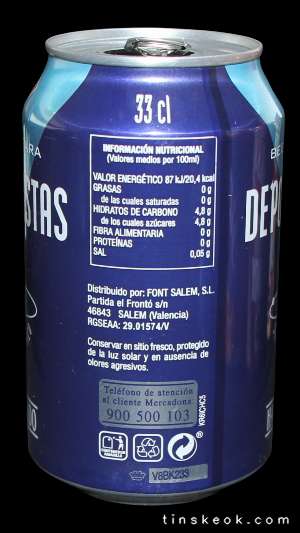 33 cl
INFORMACIÓN NUTRICIONAL
(Valores medios por 100ml)
VALOR ENERGÉTICO 87 kJ/20,4 kcal
GRASAS 0 g
de las cuales saturadas 0 g
HIDRATOS DE CARBONO 4,8 g
de los cuales azúcares 4,8 g
FIBRA ALIMENTARIA 0 g
PROTEÍNAS 0 g
SAL 0,05 g
Distribuido por: FONT SALEM, S.L.
Partida el Frontó s/n
46843 SALEM (Valencia)
RGSEAA: 29.01574/V
Conservar en sitio fresco, protegido
de la luz solar y en ausencia de
olores agresivos.
Teléfono de atención
al cliente Mercadona:
900 500 103
V8BK233
STAS
DEP
tinskeok.com